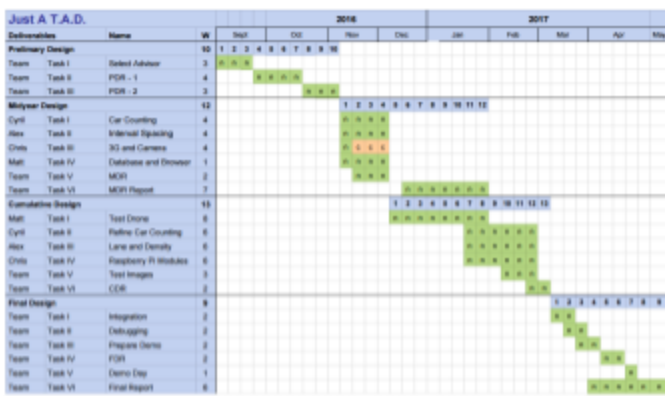 Just A T.A.D. 2016 2017
Deliverables Name W Sept Oct Nov Dec Jan Feb Mar Apr May
Preliminary Design 10 1 2 3 4 5 6 7 8 9 10
Team Task I Select Advisor 3 n n n
Team Task II PDR - 1 4 n n n n
Team Task III PDR - 2 3 n n n
Midyear Design 12 1 2 3 4 5 6 7 8 9 10 11 12
Cyril Task I Car Counting 4 n n n n
Alex Task II Interval Spacing 4 n n n n
Chris Task III 3G and Camera 4 n
Matt Task IV Database and Browser 1 n n n n
Team Task V MDR 2 n n n
Team Task VI MDR Report 7 n n n n n n n
Cumulative Design 13 1 2 3 4 5 6 7 8 9 10 11 12 13
Matt Task I Test Drone 8 n n n n n n n n
Cyril Task II Refine Car Counting 6 n n n n n n
Alex Task III Lane and Density 6 n n n n n n
Chris Task IV Raspberry Pi Modules 6 n n n n n n
Team Task V Test Images 3 n n n
Team Task VI CDR 2 n n
Final Design 9 1 2 3 4 5 6 7 8 9
Team Task I Integration 2 n n
Team Task II Debugging 2 n n
Team Task III Prepare Demo 2 n n
Team Task IV FDR 2 n n
Team Task V Demo Day 1 n
Team Task VI Final Report 6 n n n n n n